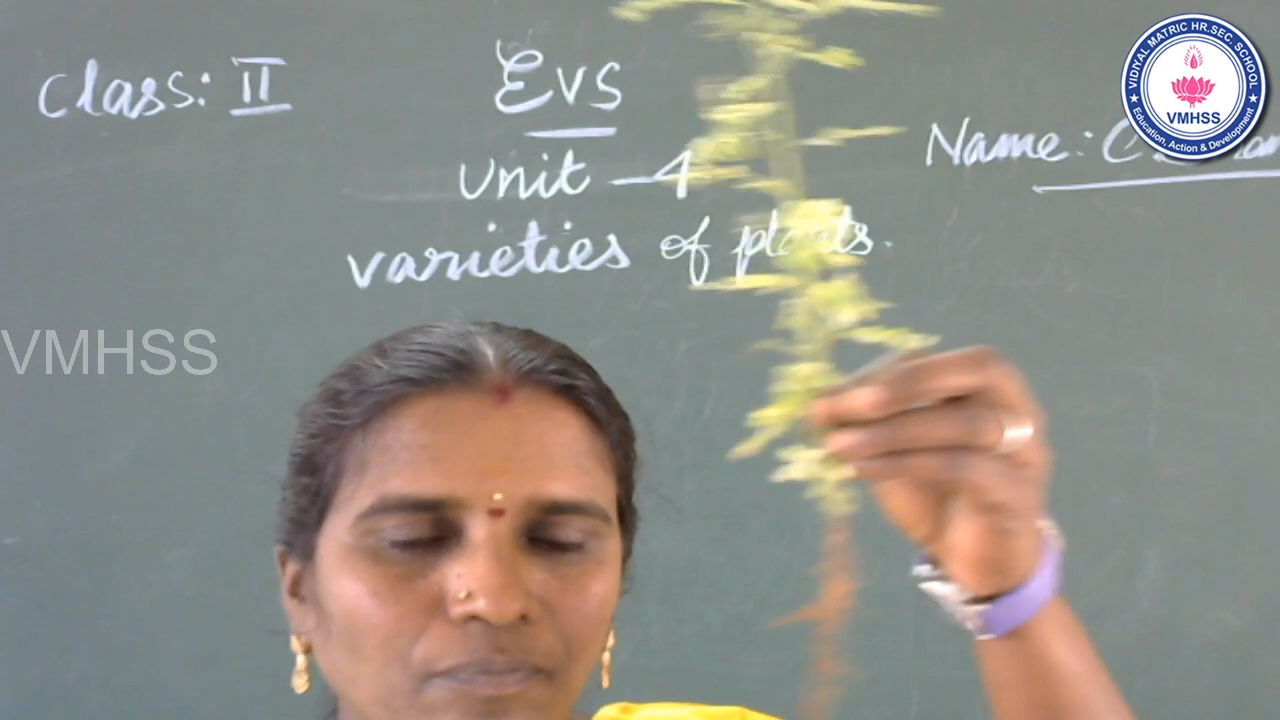 Class: II
EVS
Unit - 4
varieties of plants.
Name:
VIDIYAL MATRIC HR.SEC. SCHOOL
VMHSS
Education, Action & Development
VMHSS